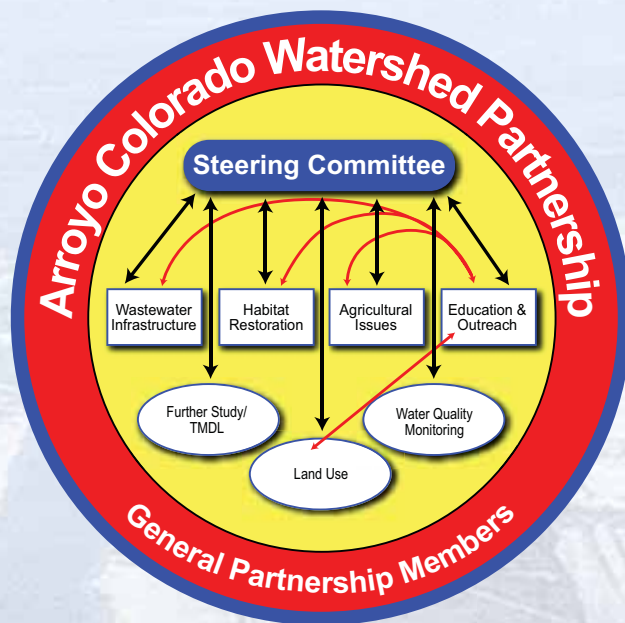 Arroyo Colorado Watershed Partnership
Steering Committee
Wastewater
Infrastructure
Habitat
Restoration
Agricultural
Issues
Education &
Outreach
Further Study/
TMDL
Water Quality
Monitoring
Land Use
General Partnership Members